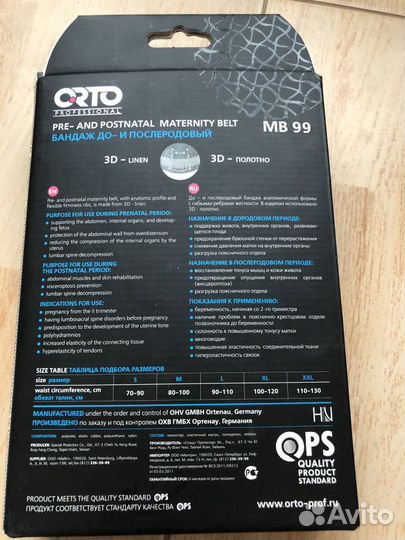 ORTO
PROFESSIONAL
PRE- AND POSTNATAL MATERNITY BELT
БАНДАЖ ДО- И ПОСЛЕРОДОВЫЙ
MB 99
3D - LINEN
3D - ПОЛОТНО
EN
Pre- and postnatal maternity belt, with anatomic profile and
flexible firmness ribs, is made from 3D - linen.
PURPOSE FOR USE DURING PRENATAL PERIOD:
• supporting the abdomen, internal organs, and develop-
ing fetus
• protection of the abdominal wall from overdistension
• reducing the compression of the internal organs by the
uterus
• lumbar spine decompression
PURPOSE FOR USE DURING
THE POSTNATAL PERIOD:
• abdominal muscles and skin rehabilitation
• visceroptosis prevention
• lumbar spine decompression
INDICATIONS FOR USE:
• pregnancy from the II trimester
• having lumbosacral spine disorders before pregnancy
• predisposition to development of the uterine tone
• polyhydramnios
• increased elasticity of the connecting tissue
• hyperelasticity of tendons
RU
До – и послеродовый бандаж анатомической формы
с гибкими ребрами жесткости. В изделии использовано
3D - полотно.
НАЗНАЧЕНИЕ В ДОРОДОВОМ ПЕРИОДЕ:
• поддержка живота, внутренних органов, развиваю-
щегося плода
• предохранение брюшной стенки от перерастяжения
• снижение давления матки на внутренние органы
• разгрузка поясничного отдела
НАЗНАЧЕНИЕ В ПОСЛЕРОДОВОМ ПЕРИОДЕ:
• восстановление тонуса мышц и кожи живота
• предотвращение опущения внутренних органов
(висцероптоза)
• разгрузка поясничного отдела
ПОКАЗАНИЯ К ПРИМЕНЕНИЮ:
• беременность, начиная со 2-го триместра
• наличие проблем в пояснично-крестцовом отделе
позвоночника до беременности
• склонность к повышенному тонусу матки
• многоводие
• повышенная эластичность соединительной ткани
• гиперэластичность связок
SIZE TABLE ТАБЛИЦА ПОДБОРА РАЗМЕРОВ
size размер S M L XL XXL
waist circumference, cm
обхват талии, см 70-90 80-100 90-110 100-120 110-130
Manufactured under the order and control of OHV GMBH Ortenau, Germany
ПРОИЗВЕДЕНО по заказу и под контролем ОХВ ГМБХ Ортенау, Германия
QPS
QUALITY
PRODUCT
STANDARD
PRODUCT MEETS THE QUALITY STANDARD QPS
ПРОДУКТ СООТВЕТСТВУЕТ СТАНДАРТУ КАЧЕСТВА QPS
www.orto-prof.ru
Avito